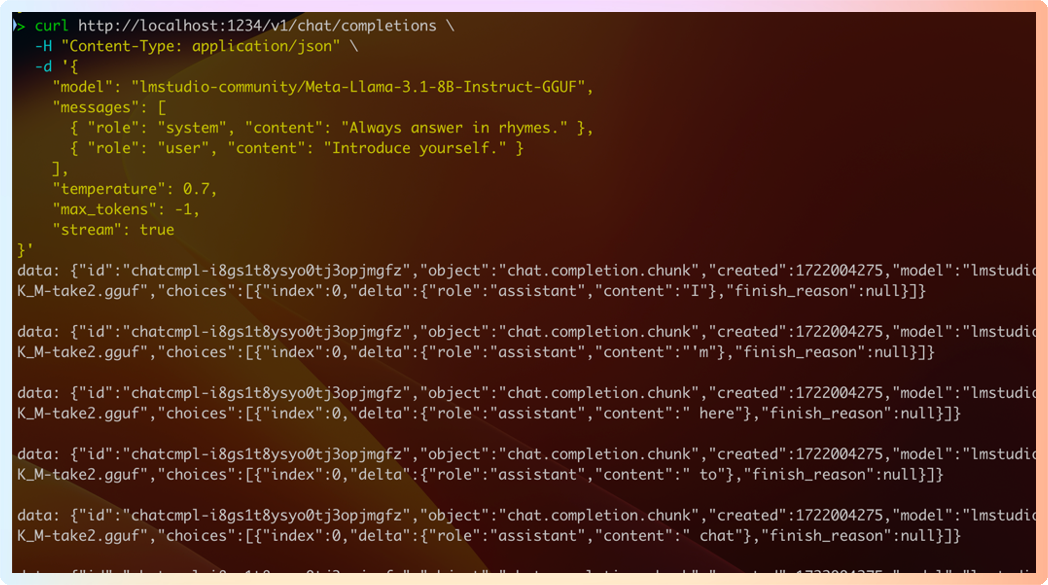 > curl http://localhost:1234/v1/chat/completions \
-H "Content-Type: application/json" \
-d '{
"model": "lmstudio-community/Meta-Llama-3.1-8B-Instruct-GGUF",
"messages": [
{ "role": "system", "content": "Always answer in rhymes." },
{ "role": "user", "content": "Introduce yourself." }
],
"temperature": 0.7,
"max_tokens": -1,
"stream": true
}'
data: {"id":"chatcmpl-i8gs1t8ysyo0tj3opjmgfz","object":"chat.completion.chunk","created":1722004275,"model":"lmstudio
K_M-take2.gguf","choices":[{"index":0,"delta":{"role":"assistant","content":"I"},"finish_reason":null}]}
data: {"id":"chatcmpl-i8gs1t8ysyo0tj3opjmgfz","object":"chat.completion.chunk","created":1722004275,"model":"lmstudio
K_M-take2.gguf","choices":[{"index":0,"delta":{"role":"assistant","content":"'m"},"finish_reason":null}]}
data: {"id":"chatcmpl-i8gs1t8ysyo0tj3opjmgfz","object":"chat.completion.chunk","created":1722004275,"model":"lmstudio
K_M-take2.gguf","choices":[{"index":0,"delta":{"role":"assistant","content":" here"},"finish_reason":null}]}
data: {"id":"chatcmpl-i8gs1t8ysyo0tj3opjmgfz","object":"chat.completion.chunk","created":1722004275,"model":"lmstudio
K_M-take2.gguf","choices":[{"index":0,"delta":{"role":"assistant","content":" to"},"finish_reason":null}]}
data: {"id":"chatcmpl-i8gs1t8ysyo0tj3opjmgfz","object":"chat.completion.chunk","created":1722004275,"model":"lmstudio
K_M-take2.gguf","choices":[{"index":0,"delta":{"role":"assistant","content":" chat"},"finish_reason":null}]}